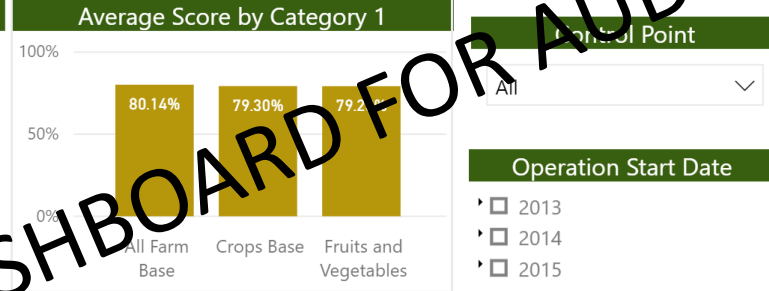 Average Score by Category 1
100%
50%
0%
80.14%
79.30%
All Farm Base
Crops Base
Fruits and Vegetables
Control Point
All
Operation Start Date
2013
2014
2015
SHBOARD FOR AUD